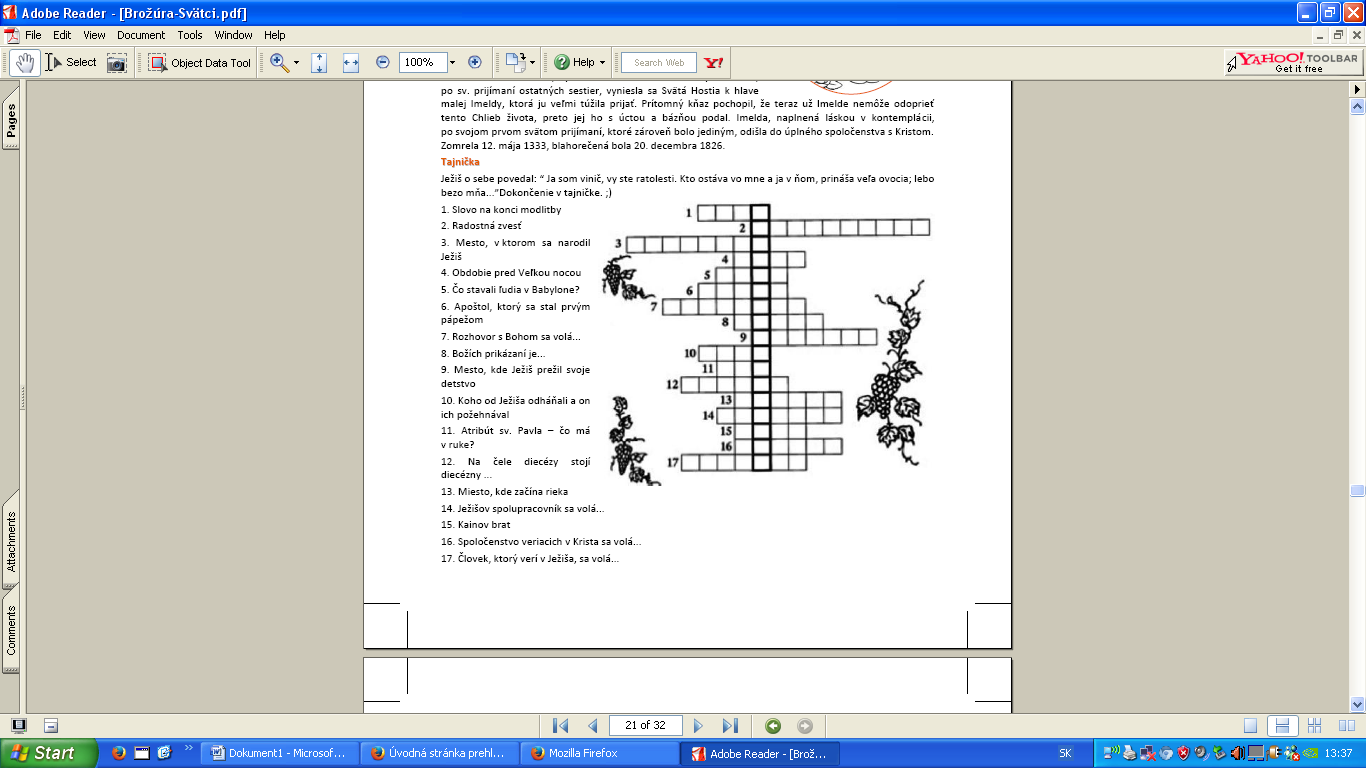 Adobe Reader - [Brožúra-Svätci.pdf]
File Edit View Document Tools Window Help
Select Object Data Tool 100% Help Search Web Y! YAHOO! TOOLBAR
Get it free
Pages
Attachments
Comments
po sv. prijímaní ostatných sestier, vyniesla sa Svätá Hostia k hlave
malej Imeldy, ktorá ju veľmi túžila prijať. Prítomný kňaz pochopil, že teraz už Imelde nemôže odoprieť
tento Chlieb života, preto jej ho s úctou a bázňou podal. Imelda, naplnená láskou v kontemplácii,
po svojom prvom svätom prijímaní, ktoré zároveň bolo jediným, odišla do úplného spoločenstva s Kristom.
Zomrela 12. mája 1333, blahorečená bola 20. decembra 1826.
Tajnička
Ježiš o sebe povedal: “ Ja som vinič, vy ste ratolesti. Kto ostáva vo mne a ja v ňom, prináša veľa ovocia; lebo
bezo mňa...”Dokončenie v tajničke. ;)
1. Slovo na konci modlitby
2. Radostná zvesť
3. Mesto, v ktorom sa narodil
Ježiš
4. Obdobie pred Veľkou nocou
5. Čo stavali ľudia v Babylone?
6. Apoštol, ktorý sa stal prvým
pápežom
7. Rozhovor s Bohom sa volá...
8. Božích prikázaní je...
9. Mesto, kde Ježiš prežil svoje
detstvo
10. Koho od Ježiša odháňali a on
ich požehnával
11. Atribút sv. Pavla – čo má
v ruke?
12. Na čele diecézy stojí
diecézny ...
13. Miesto, kde začína rieka
14. Ježišov spolupracovník sa volá...
15. Kainov brat
16. Spoločenstvo veriacich v Krista sa volá...
17. Človek, ktorý verí v Ježiša, sa volá...
1
2
3
4
5
6
7
8
9
10
11
12
13
14
15
16
17
21 of 32
Start » Dokument1 - Microsof... Úvodná stránka prehl... Mozilla Firefox Adobe Reader - [Brož... SK 13:37